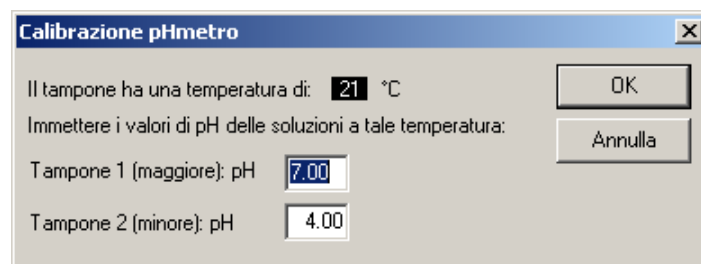 Calibrazione pHmetro
Il tampone ha una temperatura di: 21 °C
OK
Immettere i valori di pH delle soluzioni a tale temperatura:
Annulla
Tampone 1 (maggiore): pH 7.00
Tampone 2 (minore): pH 4.00